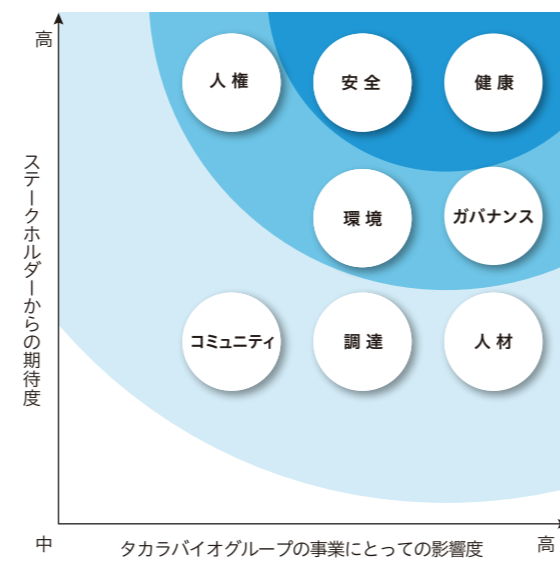 高
人権
安全
健康
ステークホルダーからの期待度
環境
ガバナンス
コミュニティ
調達
人材
中
タカラバイオグループの事業にとっての影響度
高